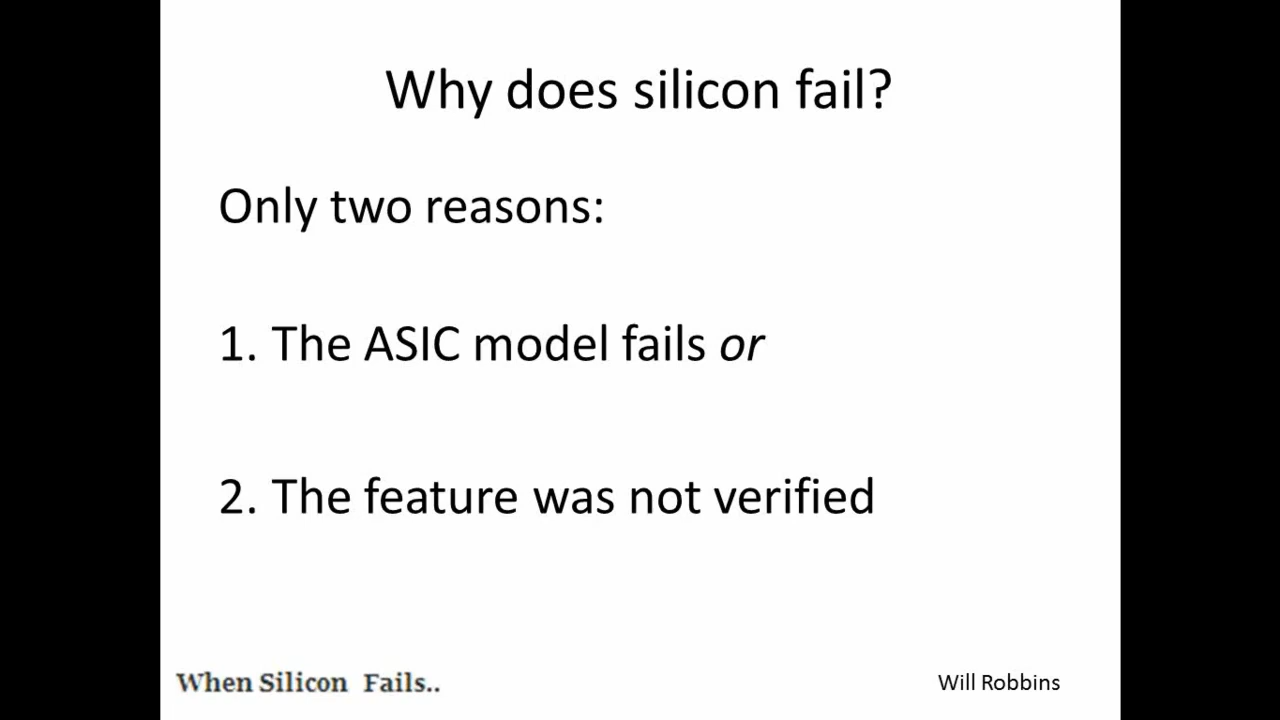 Why does silicon fail?
Only two reasons:
1. The ASIC model fails or
2. The feature was not verified
When Silicon Fails..
Will Robbins